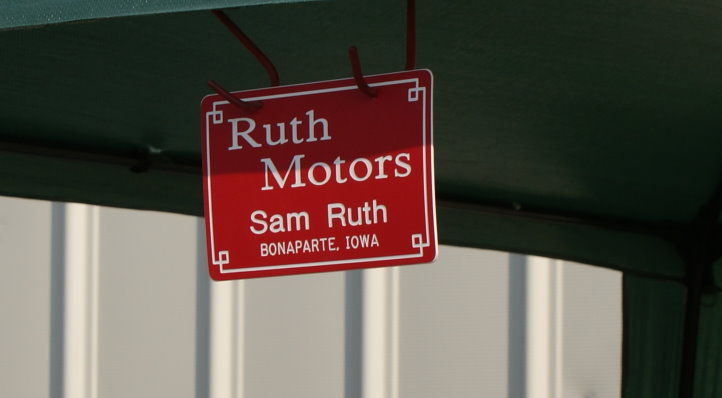 Ruth
Motors
Sam Ruth
BONAPARTE, IOWA